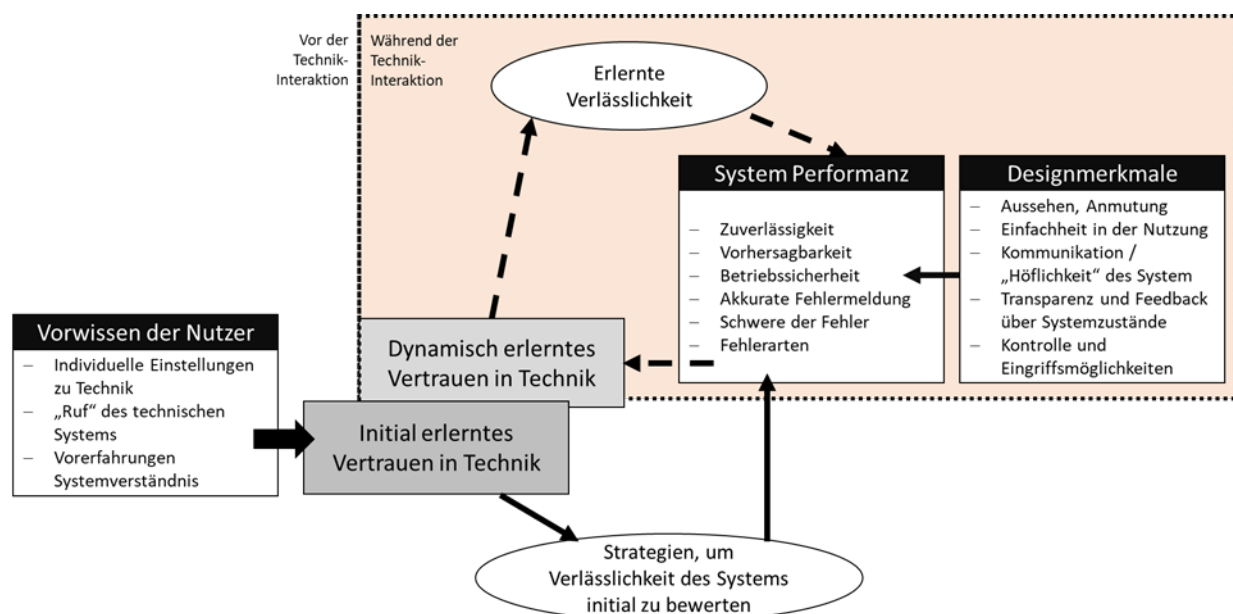 Vor der
Technik-
Interaktion
Während der
Technik-
Interaktion
Erlernte
Verlässlichkeit
System Performanz
– Zuverlässigkeit
– Vorhersagbarkeit
– Betriebssicherheit
– Akkurate Fehlermeldung
– Schwere der Fehler
– Fehlerarten
Designmerkmale
– Aussehen, Anmutung
– Einfachheit in der Nutzung
– Kommunikation /
„Höflichkeit“ des System
– Transparenz und Feedback
über Systemzustände
– Kontrolle und
Eingriffsmöglichkeiten
Vorwissen der Nutzer
– Individuelle Einstellungen
zu Technik
– „Ruf“ des technischen
Systems
– Vorerfahrungen
Systemverständnis
Dynamisch erlerntes
Vertrauen in Technik
Initial erlerntes
Vertrauen in Technik
Strategien, um
Verlässlichkeit des Systems
initial zu bewerten